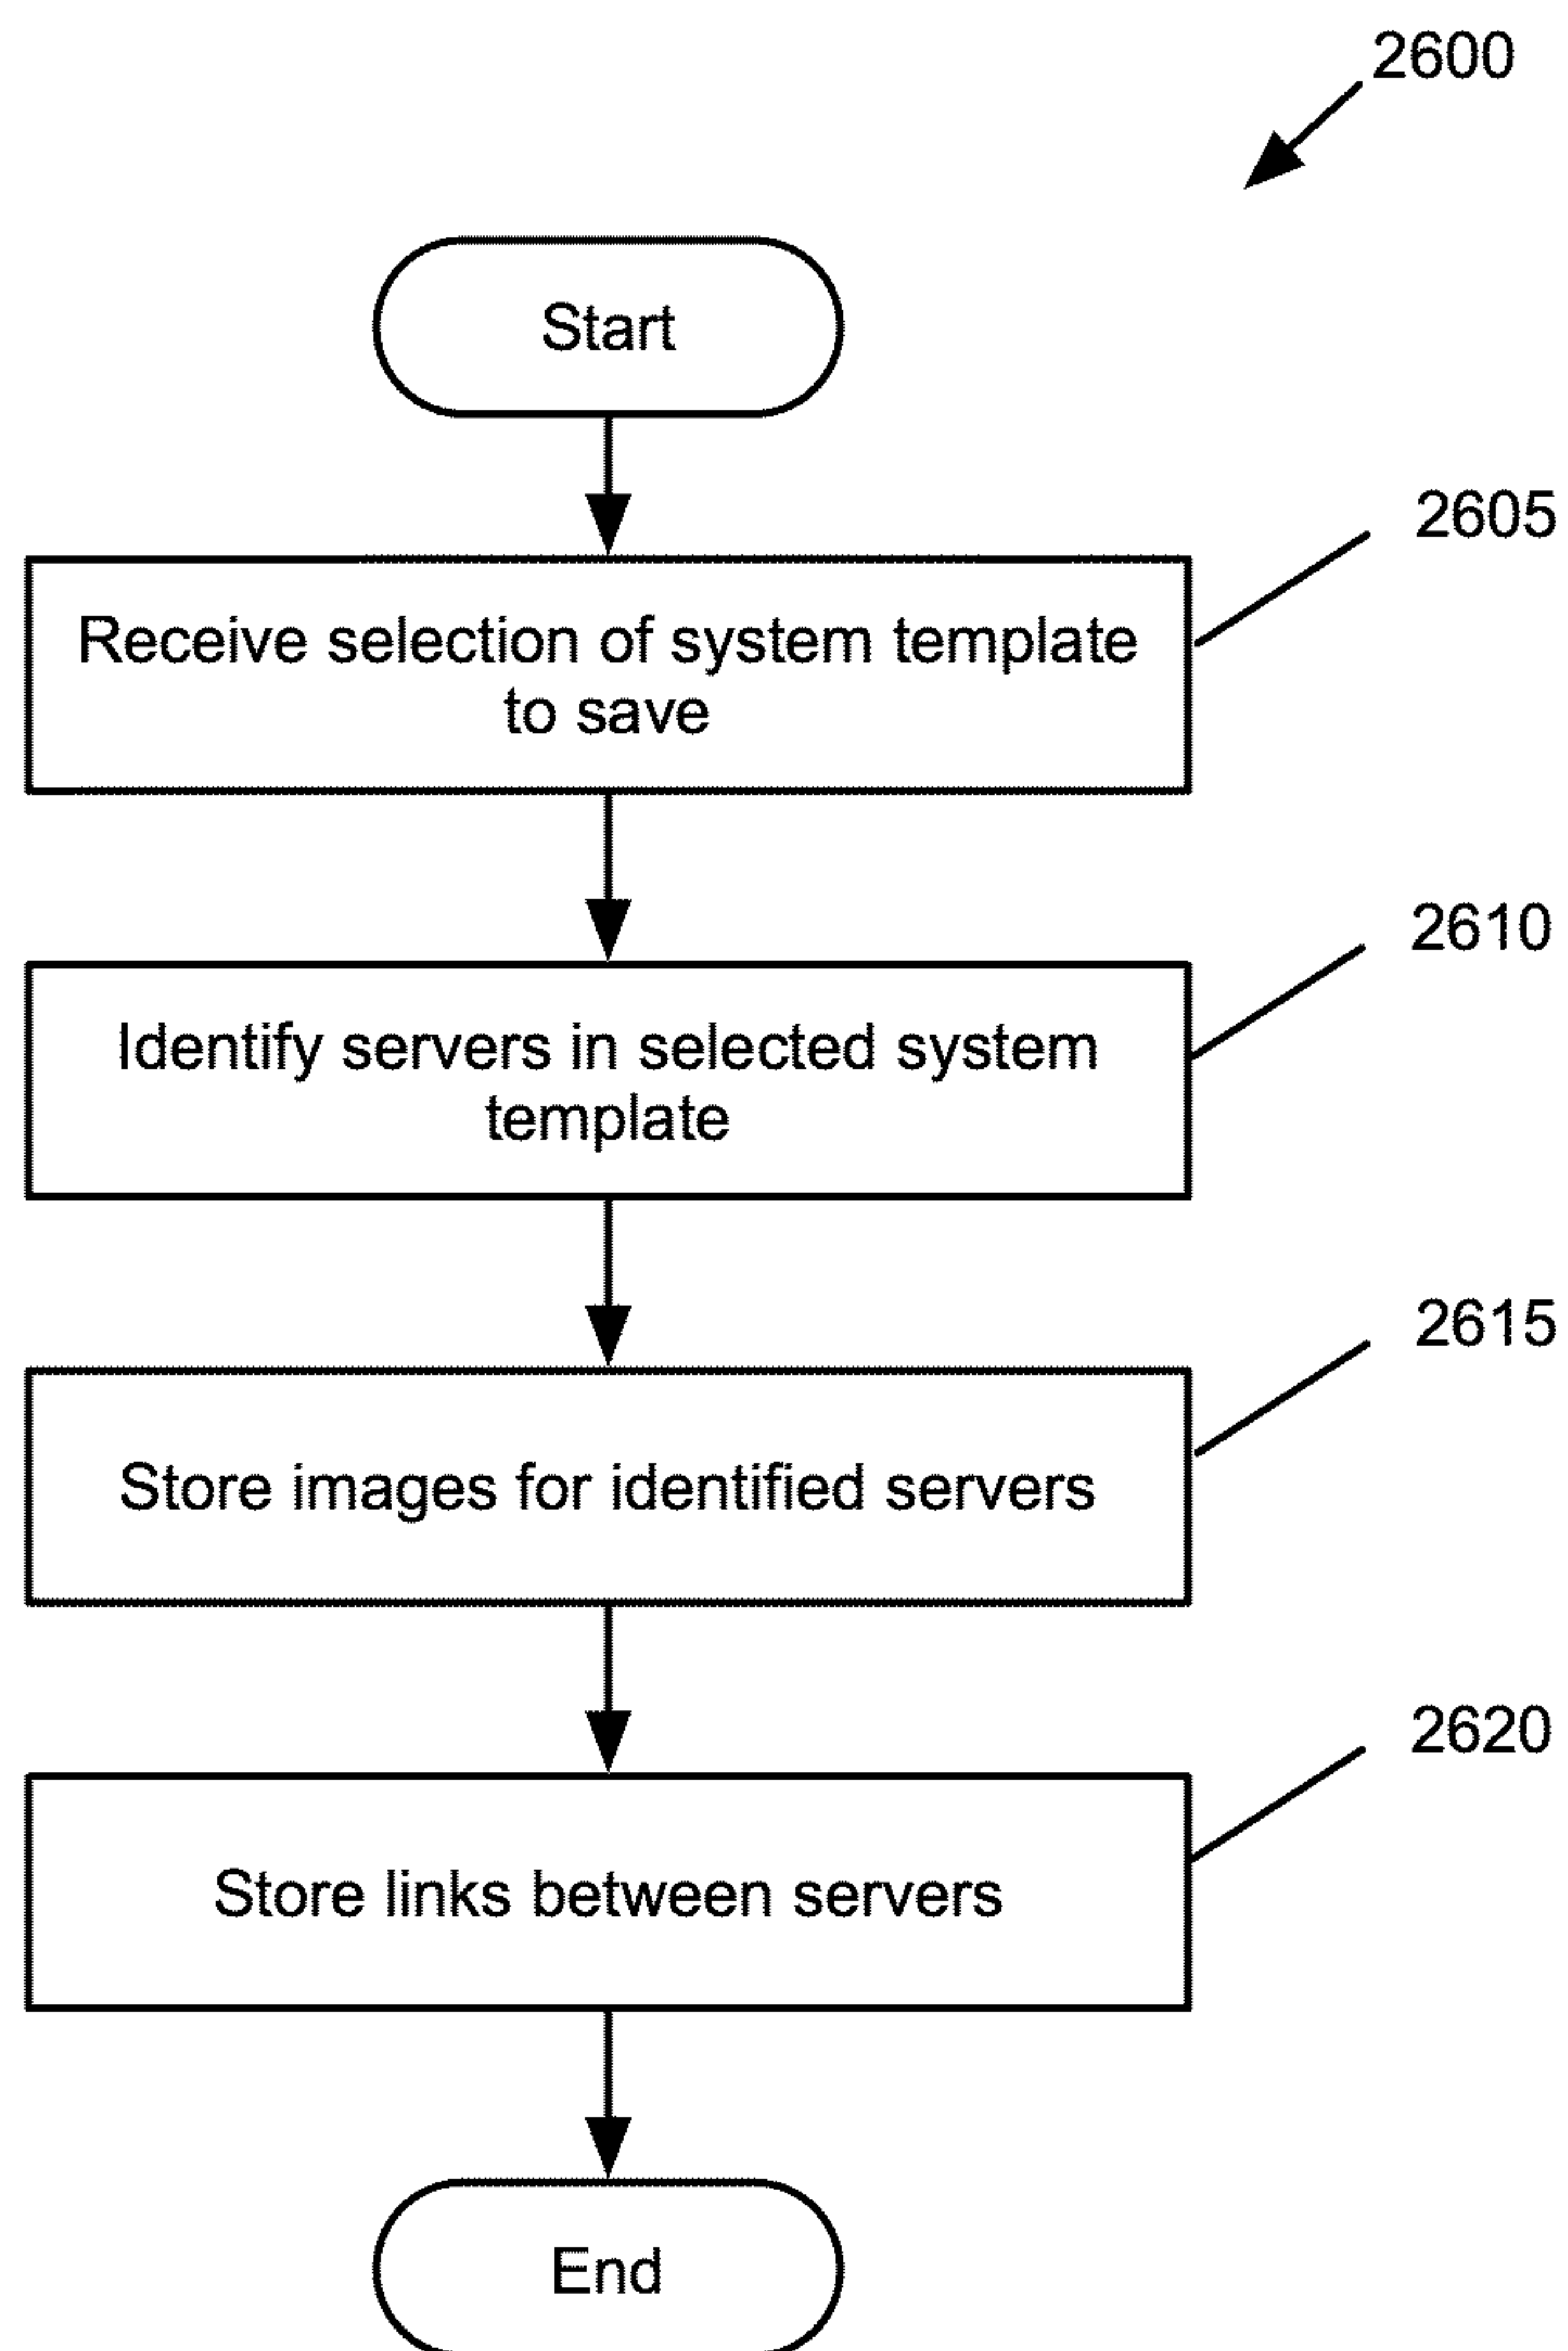 2600
Start
2605
Receive selection of system template
to save
2610
Identify servers in selected system
template
2615
Store images for identified servers
2620
Store links between servers
End